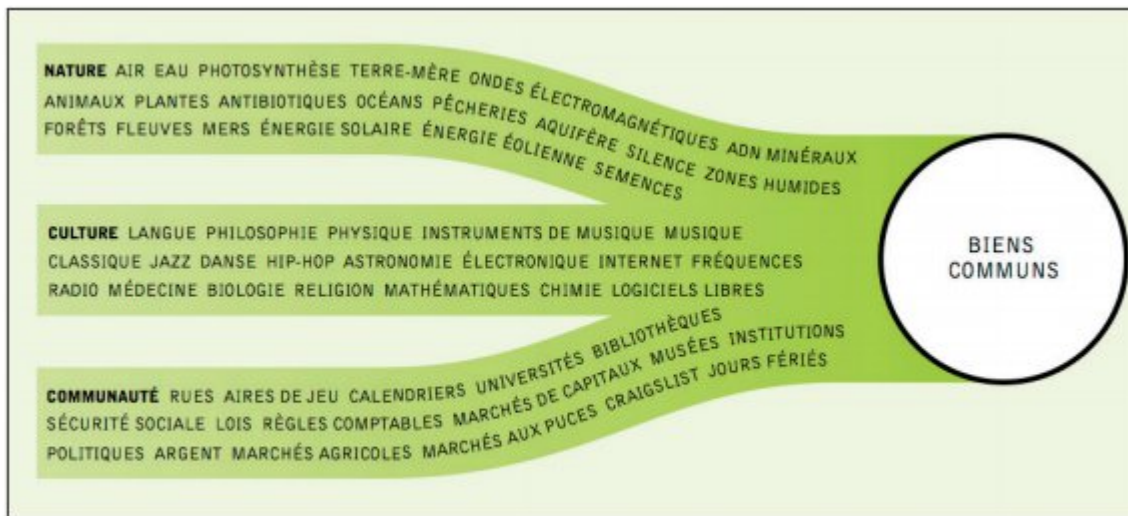 NATURE AIR EAU PHOTOSYNTHÈSE TERRE-MÈRE ONDES ÉLECTROMAGNÉTIQUES ADN MINÉRAUX
ANIMAUX PLANTES ANTIBIOTIQUES OCÉANS PÊCHERIES AQUIFÈRE SILENCE ZONES HUMIDES
FORÊTS FLEUVES MERS ÉNERGIE SOLAIRE ÉNERGIE ÉOLIENNE SEMENCES
CULTURE LANGUE PHILOSOPHIE PHYSIQUE INSTRUMENTS DE MUSIQUE MUSIQUE
CLASSIQUE JAZZ DANSE HIP-HOP ASTRONOMIE ÉLECTRONIQUE INTERNET FRÉQUENCES
RADIO MÉDECINE BIOLOGIE RELIGION MATHÉMATIQUES CHIMIE LOGICIELS LIBRES
COMMUNAUTÉ RUES AIRES DE JEU CALENDRIERS UNIVERSITÉS BIBLIOTHÈQUES
SÉCURITÉ SOCIALE LOIS RÈGLES COMPTABLES MARCHÉS DE CAPITAUX MUSÉES INSTITUTIONS
POLITIQUES ARGENT MARCHÉS AGRICOLES MARCHÉS AUX PUCES CRAIGSLIST JOURS FÉRIÉS
BIENS
COMMUNS